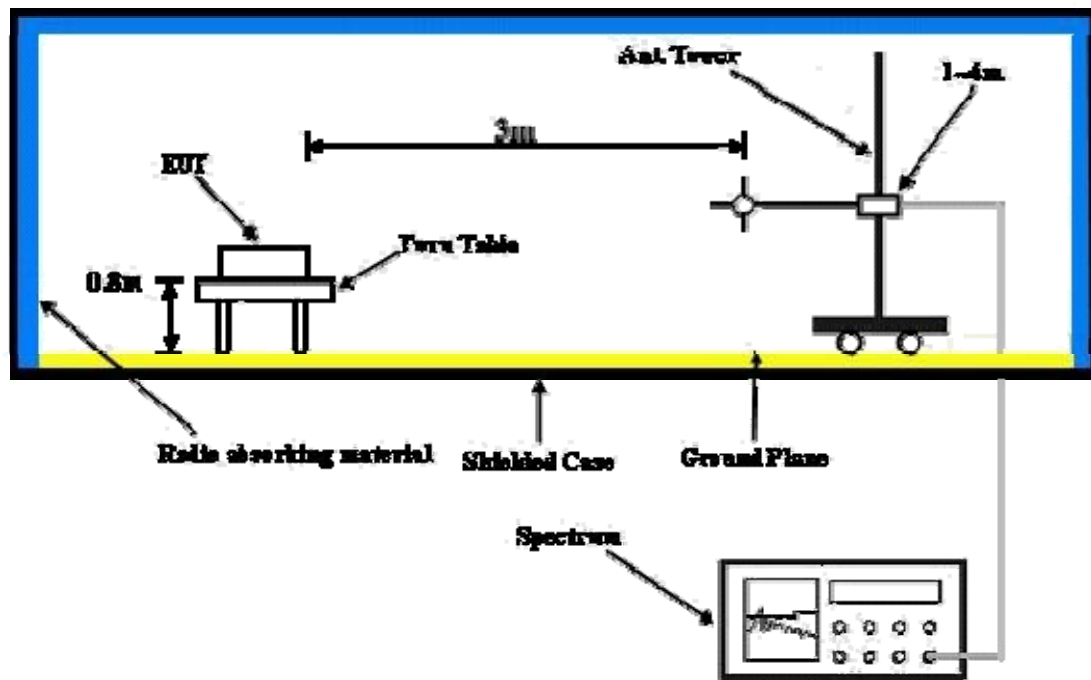 Ant. Tower
1-4m
3m
EUT
Turn Table
0.8m
Radio absorbing material
Shielded Case
Ground Plane
Spectrum